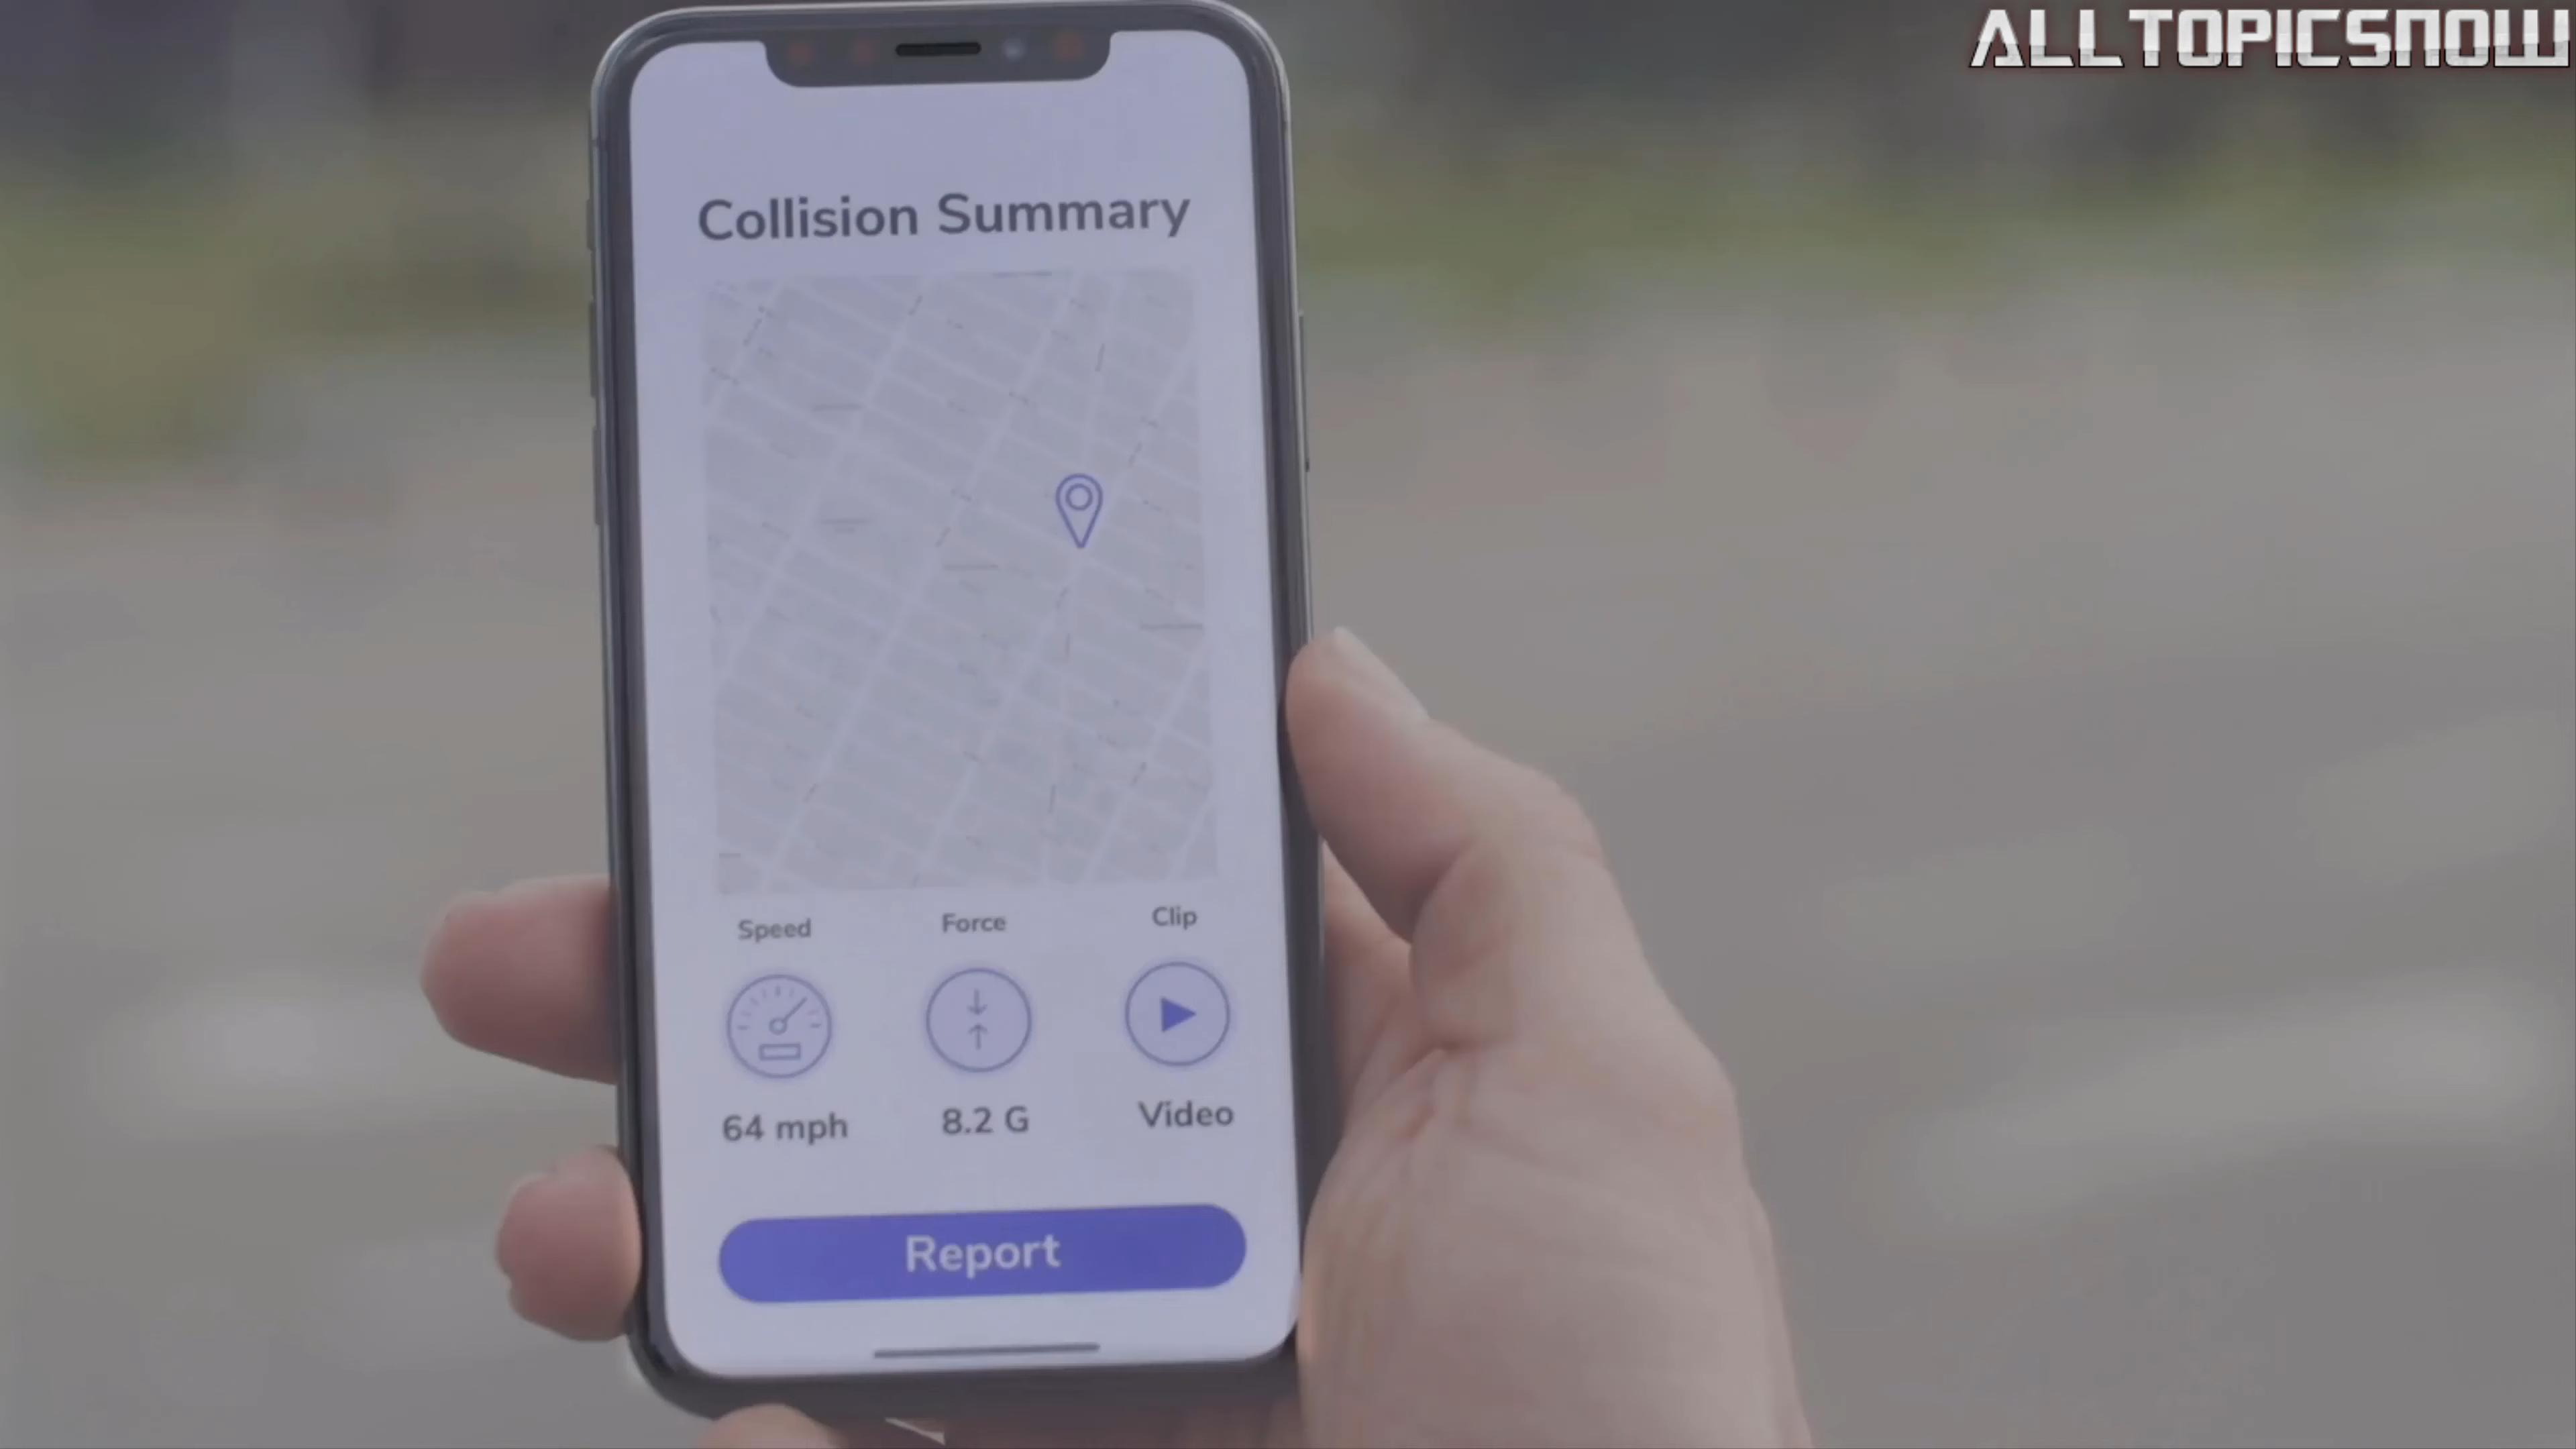 ALLTOPICSNOW
Collision Summary
Speed Force Clip
64 mph 8.2 G Video
Report